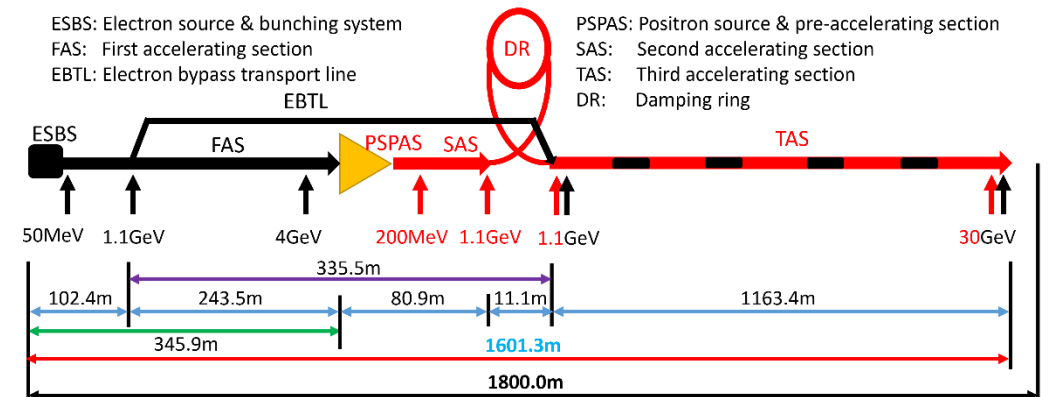 ESBS: Electron source & bunching system
FAS: First accelerating section
EBTL: Electron bypass transport line
PSPAS: Positron source & pre-accelerating section
SAS: Second accelerating section
TAS: Third accelerating section
DR: Damping ring
DR
EBTL
ESBS
FAS
PSPAS
SAS
TAS
50MeV
1.1GeV
4GeV
200MeV
1.1GeV
1.1GeV
30GeV
335.5m
102.4m
243.5m
80.9m
11.1m
1163.4m
345.9m
1601.3m
1800.0m